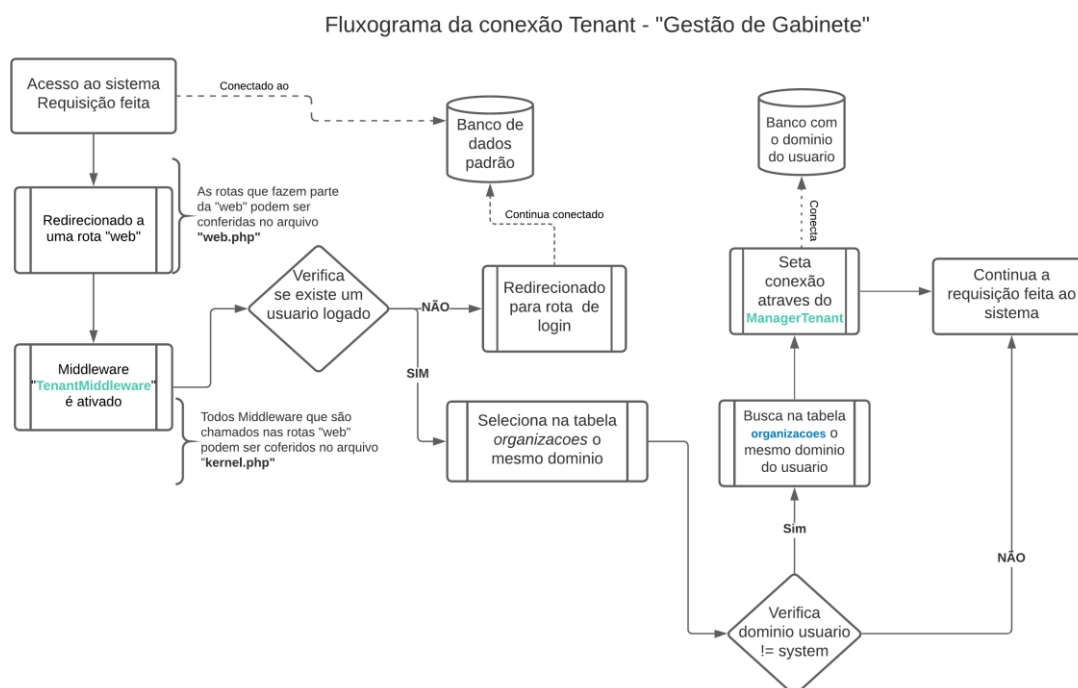 Fluxograma da conexão Tenant - "Gestão de Gabinete"
Acesso ao sistema
Requisição feita
Conectado ao
Banco de
dados
padrão
Banco com
o dominio
do usuario
As rotas que fazem parte
da "web" podem ser
conferidas no arquivo
"web.php"
Redirecionado a
uma rota "web"
Continua conectado
Conecta
Verifica
se existe um
usuario logado
NÃO
Redirecionado
para rota de
login
Seta
conexão
atraves do
ManagerTenant
Continua a
requisição feita ao
sistema
Middleware
"TenantMiddleware"
é ativado
SIM
Todos Middleware que são
chamados nas rotas "web"
podem ser coferidos no arquivo
"kernel.php"
Seleciona na tabela
organizacoes o
mesmo dominio
Busca na tabela
organizacoes o
mesmo dominio
do usuario
Sim
NÃO
Verifica
dominio usuario
!= system